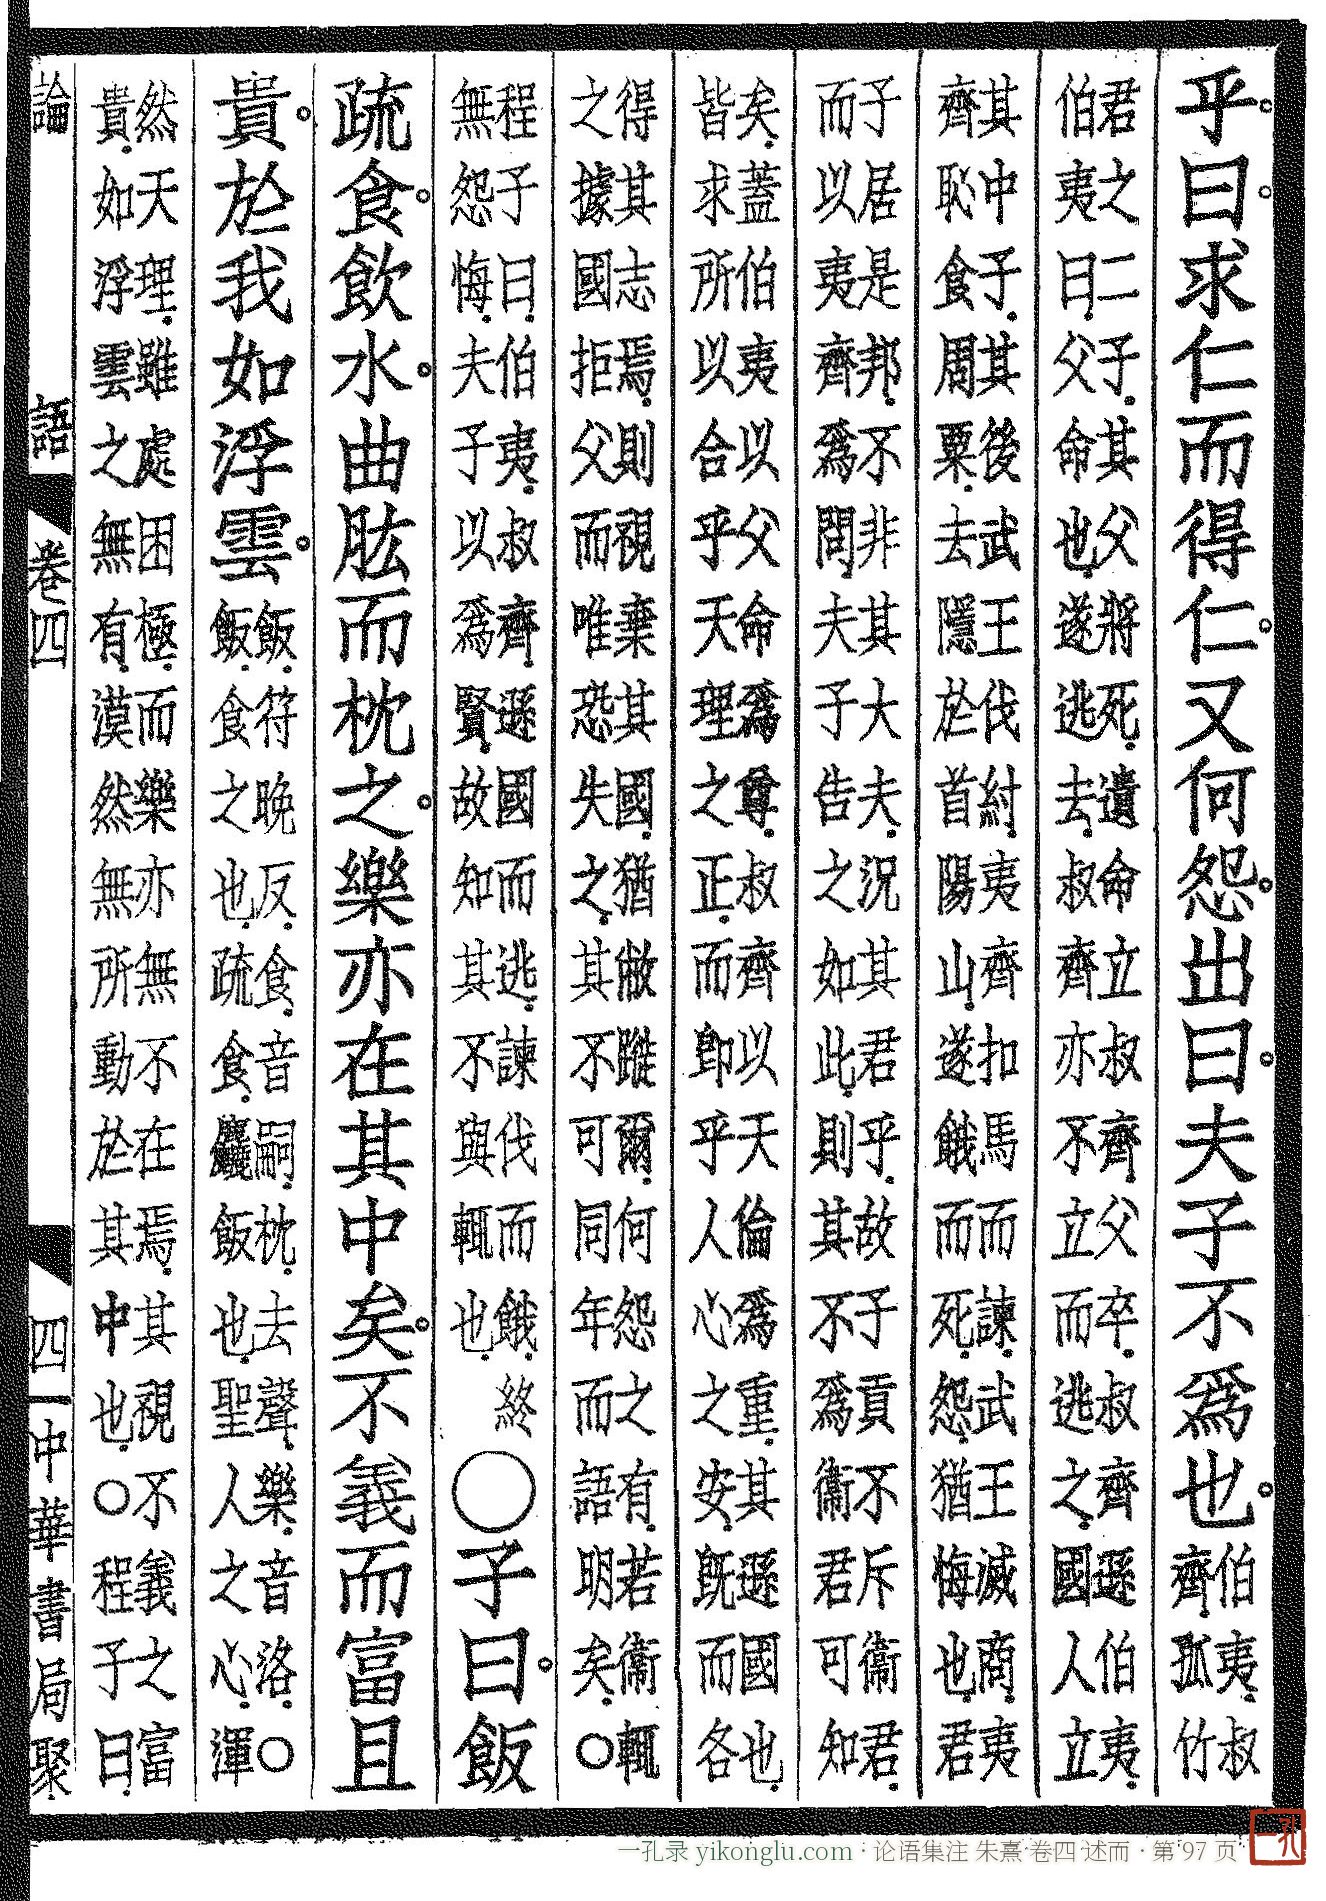 乎曰求仁而得仁又何怨出曰夫子不爲也伯夷叔
齊孤竹
君之二子其父將死遺命立叔齊父卒叔齊遜伯夷
伯夷曰父命也遂逃去叔齊亦不立而逃之國人立
其中子其後武王伐紂夷齊扣馬而諫武王滅商夷
齊恥食周粟去隱於首陽山遂餓而死怨猶悔也君
子居是邦不非其大夫況其君乎故子貢不斥衞君
而以夷齊爲問夫子告之如此則其不爲衞君可知
矣蓋伯夷以父命爲尊叔齊以天倫爲重其遜國也
皆求所以合乎天理之正而卽乎人心之安旣而各
得其志焉則視棄其國猶敝蹝爾何怨之有若衞輒
之據國拒父而唯恐失之其不可同年而語明矣○
程子曰伯夷叔齊遜國而逃諫伐而餓終
無怨悔夫子以爲賢故知其不與輒也
○子曰飯
疏食飲水曲肱而枕之樂亦在其中矣不義而富且
貴於我如浮雲飯符晚反食音嗣枕去聲樂音洛○
飯食之也疏食麤飯也聖人之心渾
然天理雖處困極而樂亦無不在焉其視不義之富
貴如浮雲之無有漠然無所動於其中也○程子曰
論語 卷四 四一中華書局聚
一孔录 yikonglu.com · 论语集注 朱熹 卷四 述而 · 第 97 页
一孔